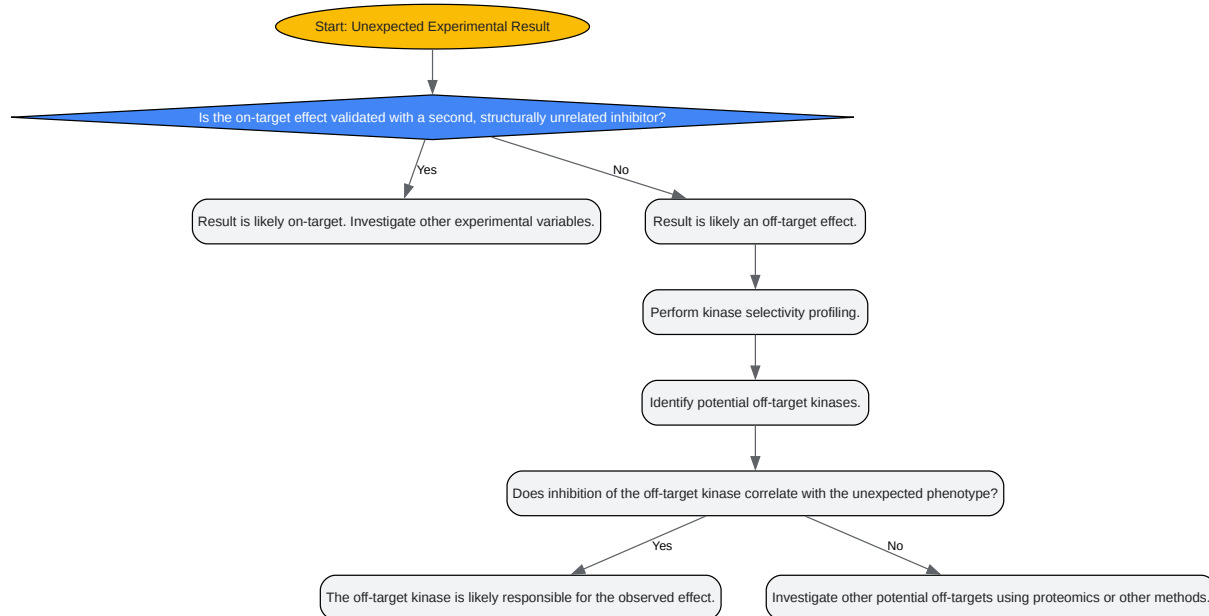 Start: Unexpected Experimental Result
Is the on-target effect validated with a second, structurally unrelated inhibitor?
Yes
No
Result is likely on-target. Investigate other experimental variables.
Result is likely an off-target effect.
Perform kinase selectivity profiling.
Identify potential off-target kinases.
Does inhibition of the off-target kinase correlate with the unexpected phenotype?
Yes
No
The off-target kinase is likely responsible for the observed effect.
Investigate other potential off-targets using proteomics or other methods.